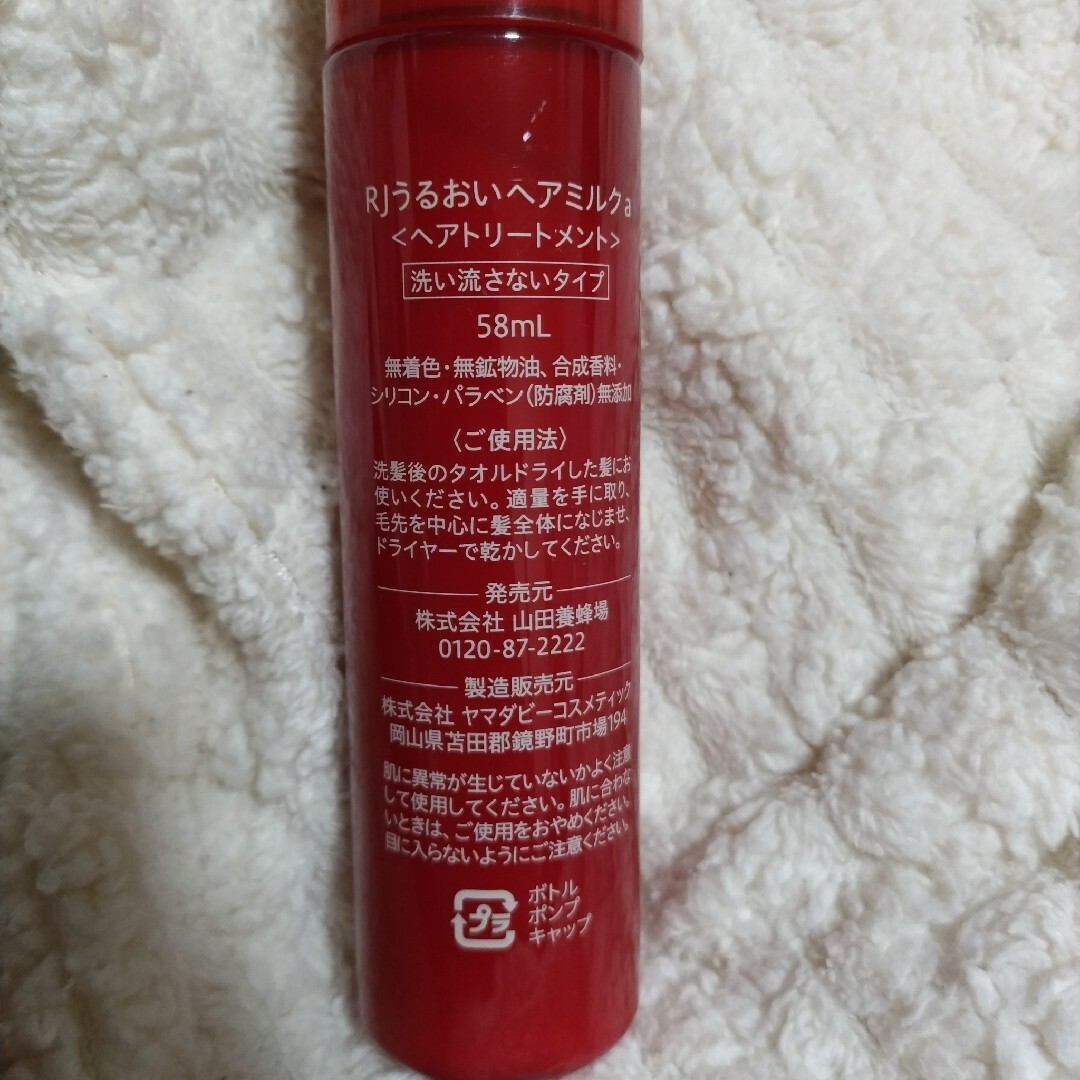 RJうるおいヘアミルクa
<ヘアトリートメント>
洗い流さないタイプ
58mL
無着色・無鉱物油、合成香料・
シリコン・パラベン(防腐剤)無添加
〈ご使用法〉
洗髪後のタオルドライした髪にお
使いください。適量を手に取り、
毛先を中心に髪全体になじませ、
ドライヤーで乾かしてください。
発売元
株式会社 山田養蜂場
0120-87-2222
製造販売元
株式会社 ヤマダビーコスメティック
岡山県苫田郡鏡野町市場194
肌に異常が生じていないかよく注意
して使用してください。肌に合わな
いときは、ご使用をおやめください。
目に入らないようにご注意ください。
プラ
ボトル
ポンプ
キャップ